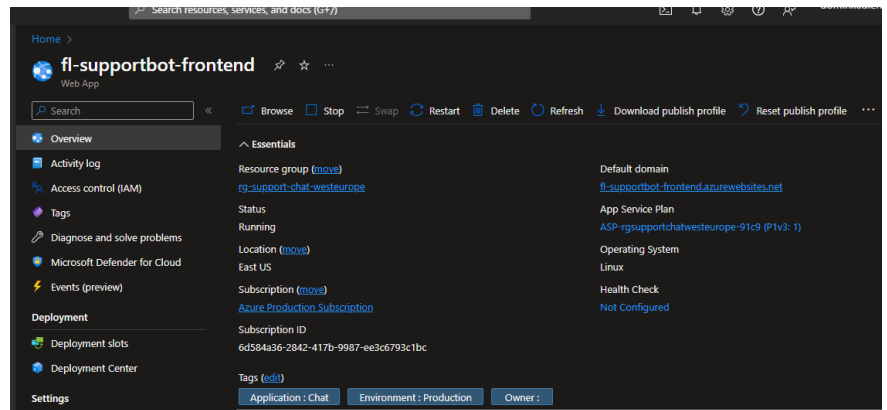 Search resources, services, and docs (G+/)
Home >
fl-supportbot-frontend
Web App
Search
«
Browse Stop Swap Restart Delete Refresh Download publish profile Reset publish profile ...
Overview
Activity log
Access control (IAM)
Tags
Diagnose and solve problems
Microsoft Defender for Cloud
Events (preview)
Deployment
Deployment slots
Deployment Center
Settings
Essentials
Resource group (move)
rg-support-chat-westeurope
Status
Running
Location (move)
East US
Subscription (move)
Azure Production Subscription
Subscription ID
6d584a36-2842-417b-9987-ee3c6793c1bc
Default domain
fl-supportbot-frontend.azurewebsites.net
App Service Plan
ASP-rgsupportchatwesteurope-91c9 (P1v3: 1)
Operating System
Linux
Health Check
Not Configured
Tags (edit)
Application : Chat Environment : Production Owner :